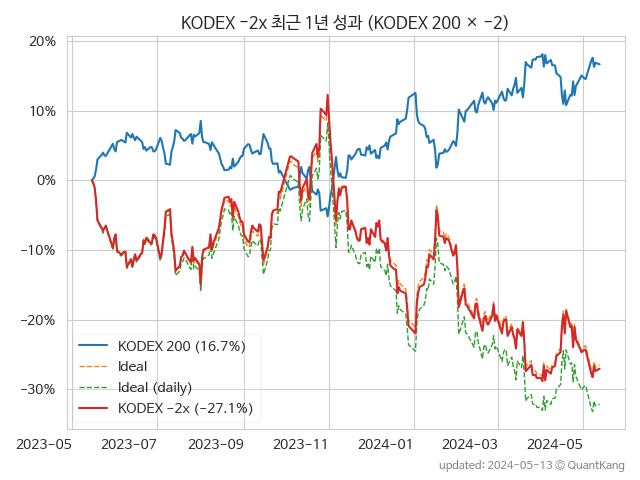 KODEX -2x 최근 1년 성과 (KODEX 200 × -2)
20%
10%
0%
−10%
−20%
−30%
KODEX 200 (16.7%)
Ideal
Ideal (daily)
KODEX -2x (-27.1%)
2023-05 2023-07 2023-09 2023-11 2024-01 2024-03 2024-05
updated: 2024-05-13 © QuantKang